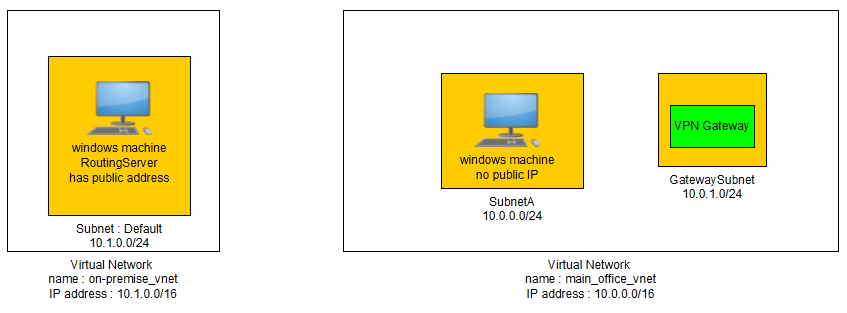 windows machine
RoutingServer
has public address
Subnet : Default
10.1.0.0/24
Virtual Network
name : on-premise_vnet
IP address : 10.1.0.0/16
windows machine
no public IP
SubnetA
10.0.0.0/24
VPN Gateway
GatewaySubnet
10.0.1.0/24
Virtual Network
name : main_office_vnet
IP address : 10.0.0.0/16